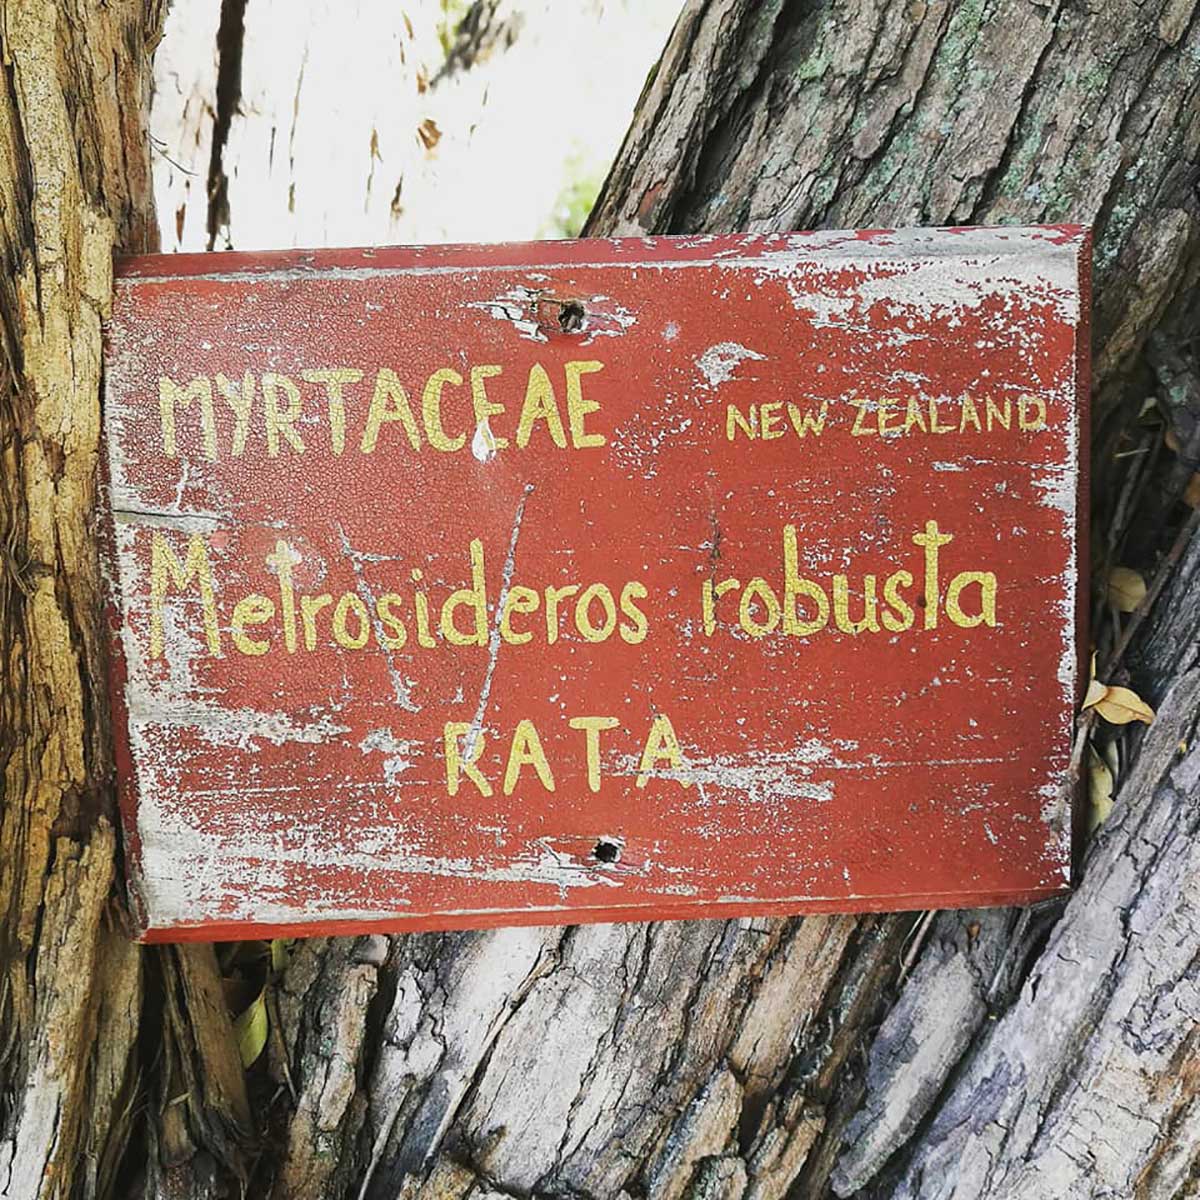 MYRTACEAE NEW ZEALAND
Metrosideros robusta
RATA